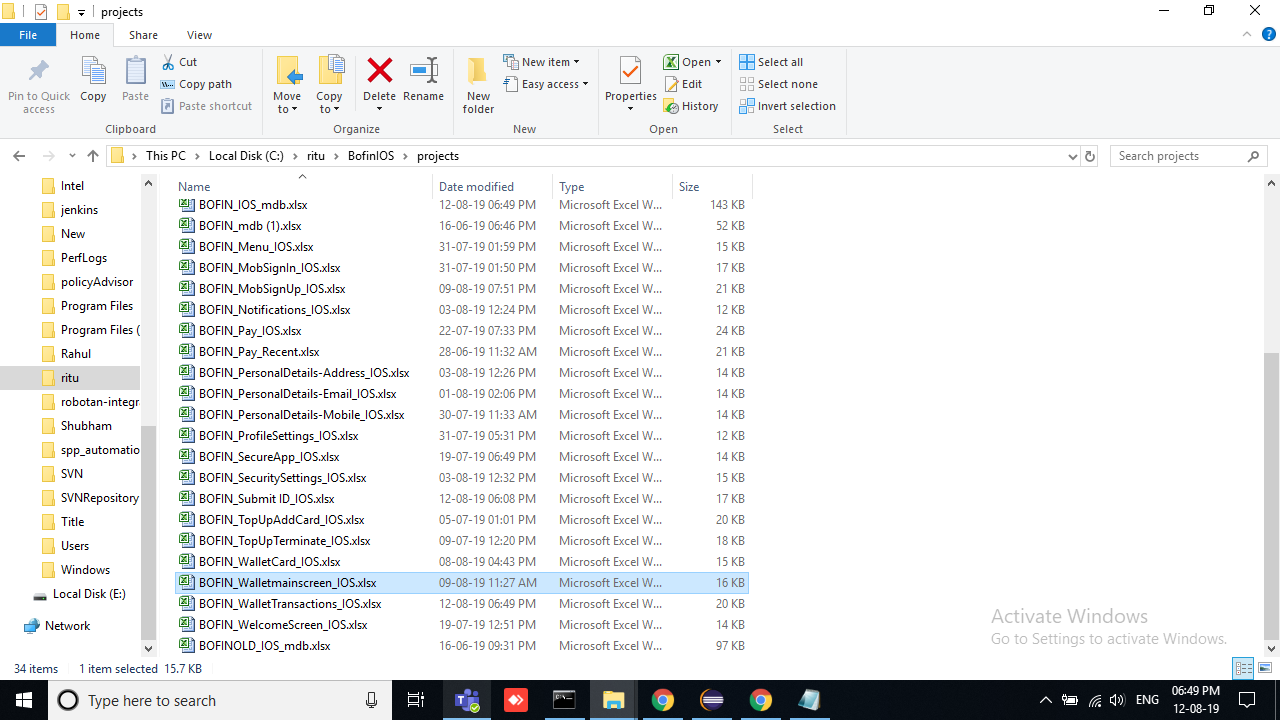 projects
File Home Share View
Pin to Quick access
Copy
Paste
Cut
Copy path
Paste shortcut
Clipboard
Move to
Copy to
Delete
Rename
Organize
New folder
New item
Easy access
New
Properties
Open
Edit
History
Open
Select all
Select none
Invert selection
Select
This PC Local Disk (C:) ritu BofinIOS projects
Search projects
Intel
jenkins
New
PerfLogs
policyAdvisor
Program Files
Program Files (
Rahul
ritu
robotan-integr
Shubham
spp_automatio
SVN
SVNRepository
Title
Users
Windows
Local Disk (E:)
Network
Name Date modified Type Size
BOFIN_IOS_mdb.xlsx 12-08-19 06:49 PM Microsoft Excel W... 143 KB
BOFIN_mdb (1).xlsx 16-06-19 06:46 PM Microsoft Excel W... 52 KB
BOFIN_Menu_IOS.xlsx 31-07-19 01:59 PM Microsoft Excel W... 15 KB
BOFIN_MobSignIn_IOS.xlsx 31-07-19 01:50 PM Microsoft Excel W... 17 KB
BOFIN_MobSignUp_IOS.xlsx 09-08-19 07:51 PM Microsoft Excel W... 21 KB
BOFIN_Notifications_IOS.xlsx 03-08-19 12:24 PM Microsoft Excel W... 12 KB
BOFIN_Pay_IOS.xlsx 22-07-19 07:33 PM Microsoft Excel W... 24 KB
BOFIN_Pay_Recent.xlsx 28-06-19 11:32 AM Microsoft Excel W... 21 KB
BOFIN_PersonalDetails-Address_IOS.xlsx 03-08-19 12:26 PM Microsoft Excel W... 14 KB
BOFIN_PersonalDetails-Email_IOS.xlsx 01-08-19 02:06 PM Microsoft Excel W... 14 KB
BOFIN_PersonalDetails-Mobile_IOS.xlsx 30-07-19 11:33 AM Microsoft Excel W... 14 KB
BOFIN_ProfileSettings_IOS.xlsx 31-07-19 05:31 PM Microsoft Excel W... 12 KB
BOFIN_SecureApp_IOS.xlsx 19-07-19 06:49 PM Microsoft Excel W... 14 KB
BOFIN_SecuritySettings_IOS.xlsx 03-08-19 12:32 PM Microsoft Excel W... 15 KB
BOFIN_Submit ID_IOS.xlsx 12-08-19 06:08 PM Microsoft Excel W... 17 KB
BOFIN_TopUpAddCard_IOS.xlsx 05-07-19 01:01 PM Microsoft Excel W... 20 KB
BOFIN_TopUpTerminate_IOS.xlsx 09-07-19 12:20 PM Microsoft Excel W... 18 KB
BOFIN_WalletCard_IOS.xlsx 08-08-19 04:43 PM Microsoft Excel W... 15 KB
BOFIN_Walletmainscreen_IOS.xlsx 09-08-19 11:27 AM Microsoft Excel W... 16 KB
BOFIN_WalletTransactions_IOS.xlsx 12-08-19 06:49 PM Microsoft Excel W... 20 KB
BOFIN_WelcomeScreen_IOS.xlsx 19-07-19 12:51 PM Microsoft Excel W... 14 KB
BOFINOLD_IOS_mdb.xlsx 16-06-19 09:31 PM Microsoft Excel W... 97 KB
Activate Windows
Go to Settings to activate Windows.
34 items 1 item selected 15.7 KB
Type here to search
ENG
06:49 PM
12-08-19